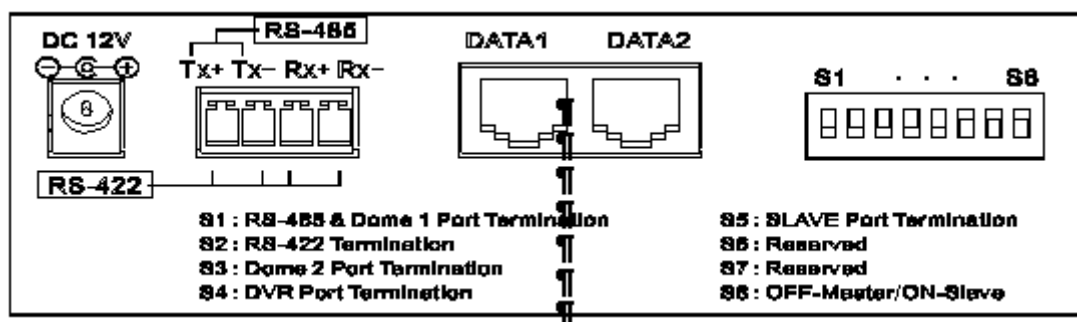 DC 12V
RS-485
Tx+ Tx- Rx+ Rx-
DATA1 DATA2
S1 . . . S8
RS-422
S1 : RS-485 & Dome 1 Port Termination
S2 : RS-422 Termination
S3 : Dome 2 Port Termination
S4 : DVR Port Termination
S5 : SLAVE Port Termination
S6 : Reserved
S7 : Reserved
S8 : OFF-Master/ON-Slave
¶
¶
¶
¶
¶
¶
¶